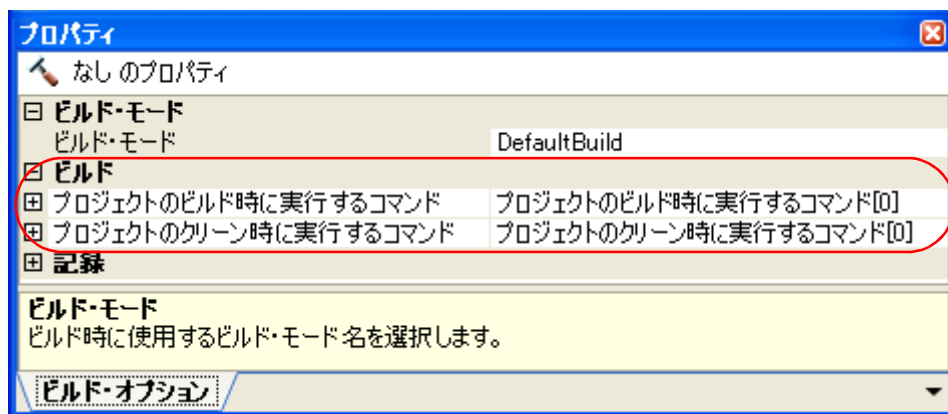 プロパティ
なし のプロパティ
ビルド・モード
ビルド・モード DefaultBuild
ビルド
プロジェクトのビルド時に実行するコマンド プロジェクトのビルド時に実行するコマンド[0]
プロジェクトのクリーン時に実行するコマンド プロジェクトのクリーン時に実行するコマンド[0]
記録
ビルド・モード
ビルド時に使用するビルド・モード名を選択します。
ビルド・オプション